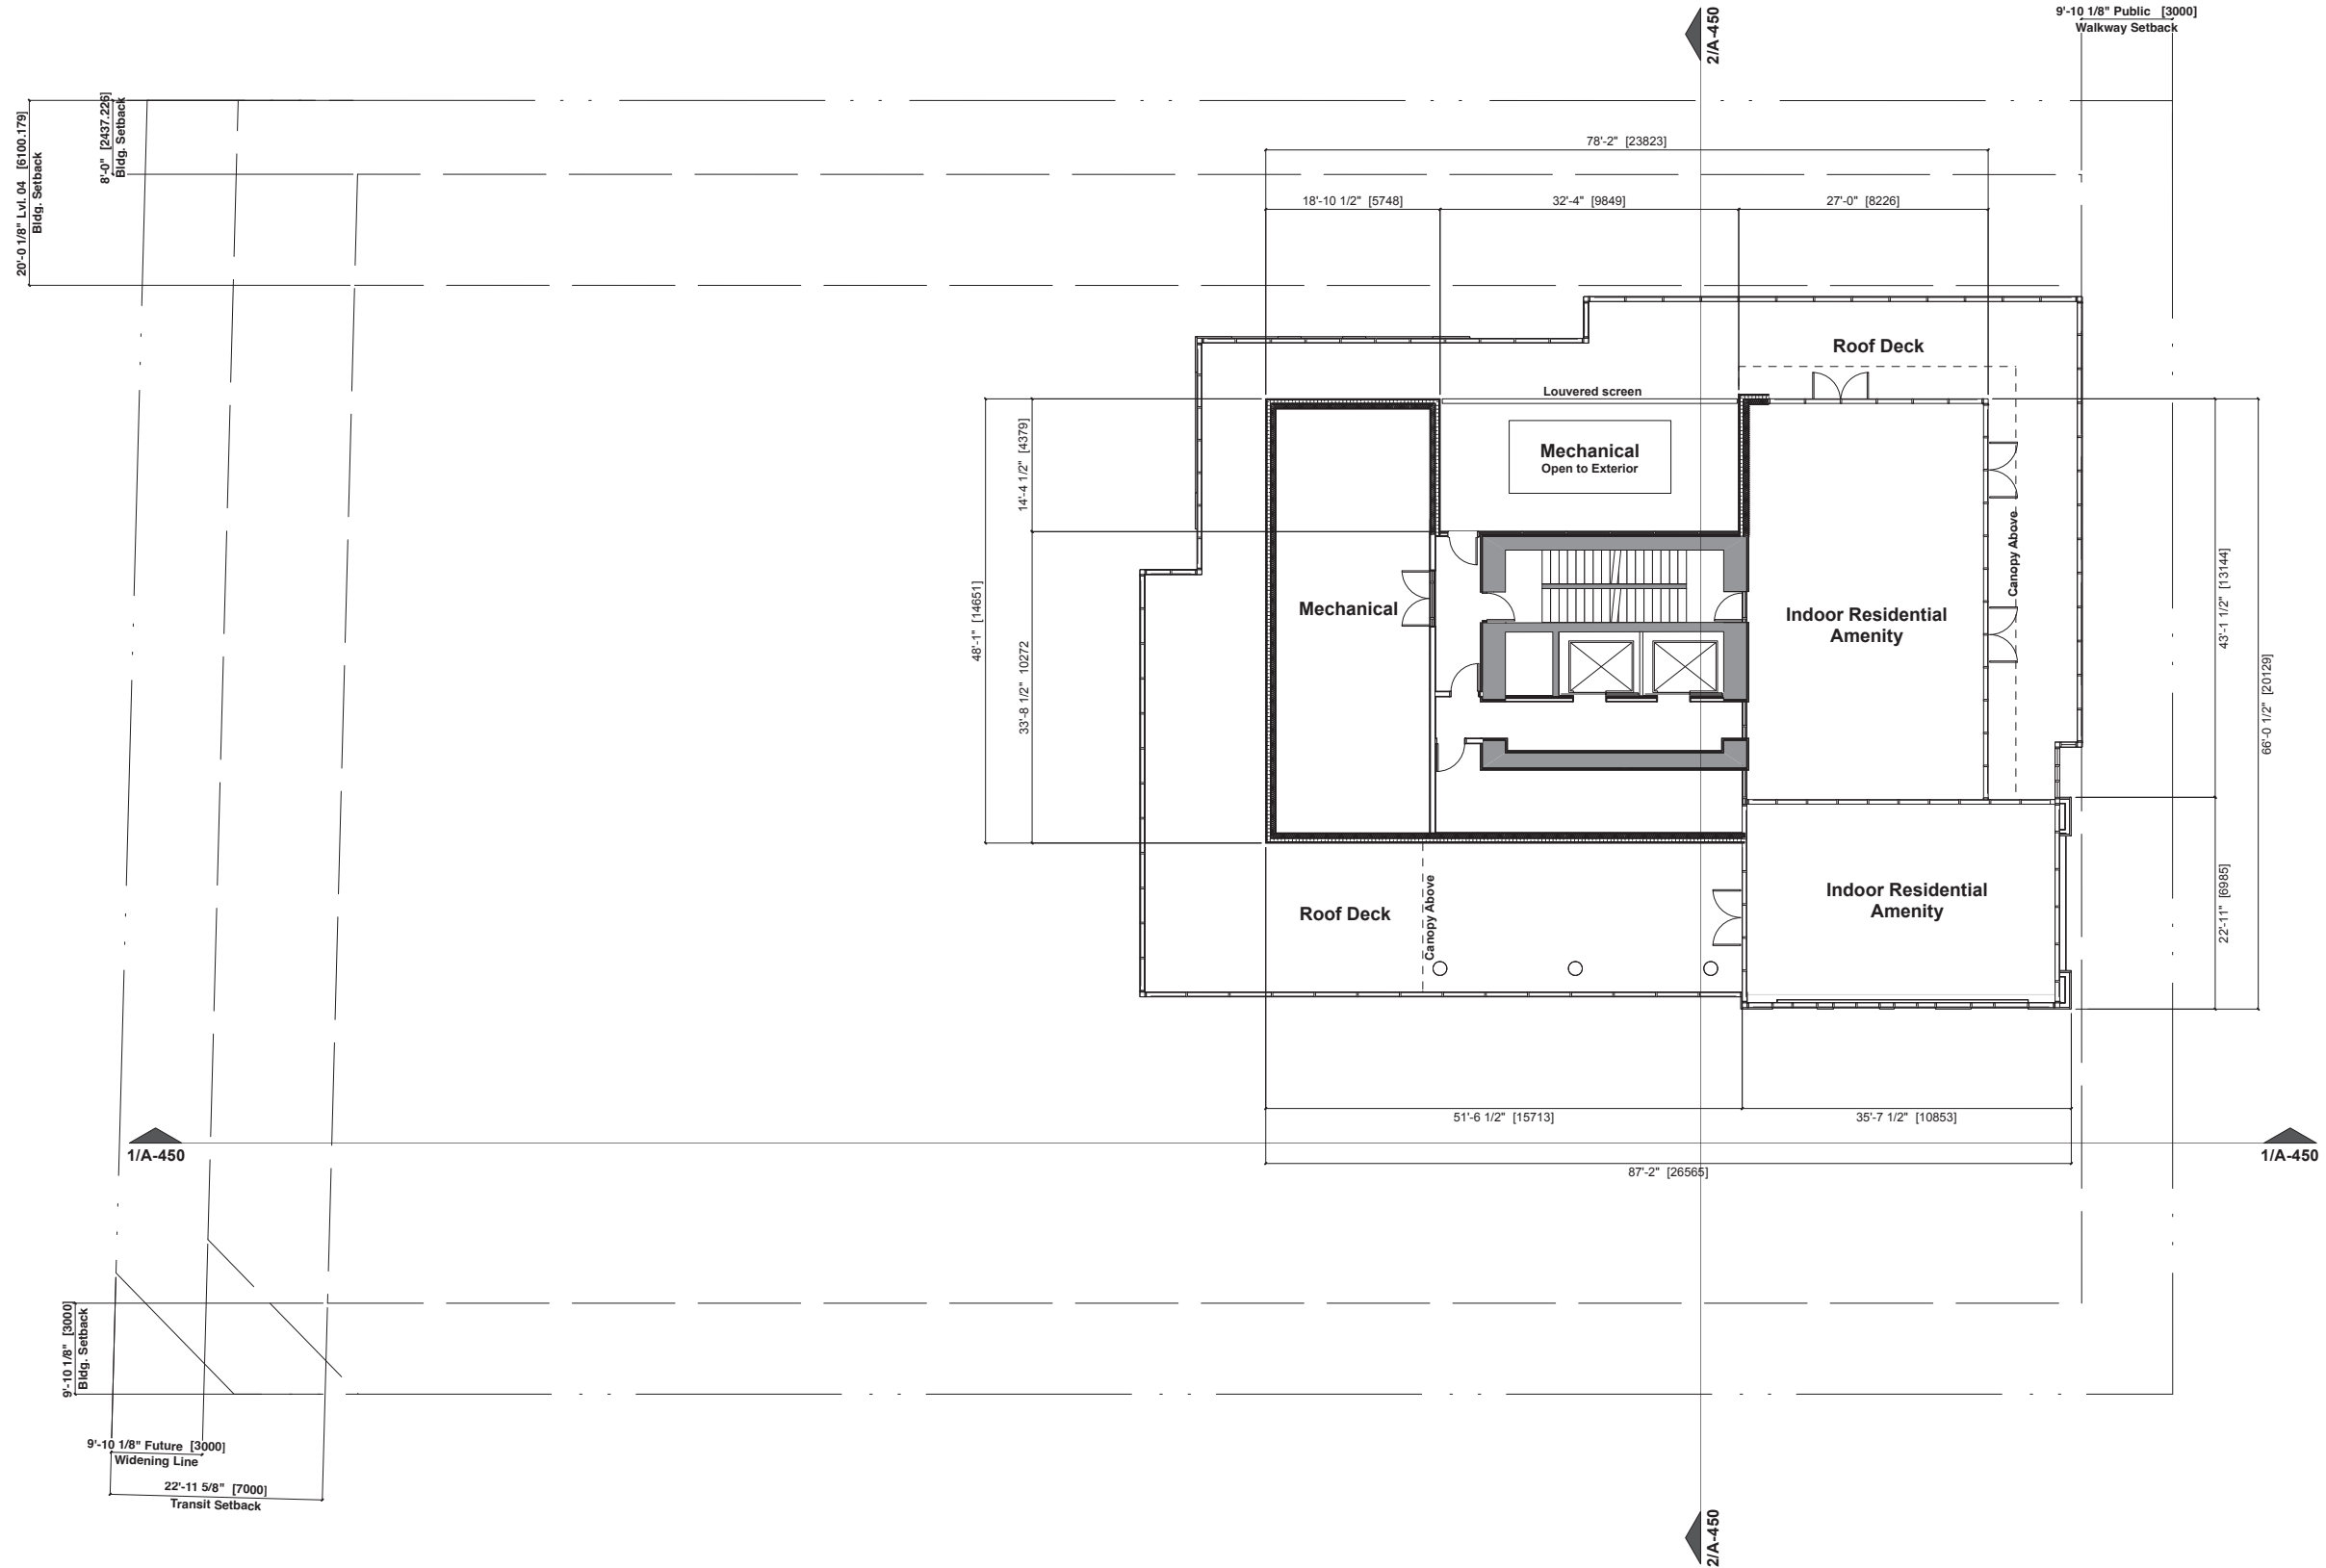 9'-10 1/8" Public [3000]
Walkway Setback
2/A-450
20'-0 1/8" Lvl. 04 [6100.179]
Bldg. Setback
8'-0" [2437.226]
Bldg. Setback
78'-2" [23823]
18'-10 1/2" [5748]
32'-4" [9849]
27'-0" [8226]
Roof Deck
Louvered screen
Mechanical
Open to Exterior
14'-4 1/2" [4379]
48'-1" [14651]
33'-8 1/2" 10272
Mechanical
Indoor Residential
Amenity
Canopy Above
43'-1 1/2" [13144]
66'-0 1/2" [20129]
22'-11" [6985]
Indoor Residential
Amenity
Roof Deck
Canopy Above
51'-6 1/2" [15713]
35'-7 1/2" [10853]
87'-2" [26565]
1/A-450
1/A-450
9'-10 1/8" [3000]
Bldg. Setback
9'-10 1/8" Future [3000]
Widening Line
22'-11 5/8" [7000]
Transit Setback
2/A-450